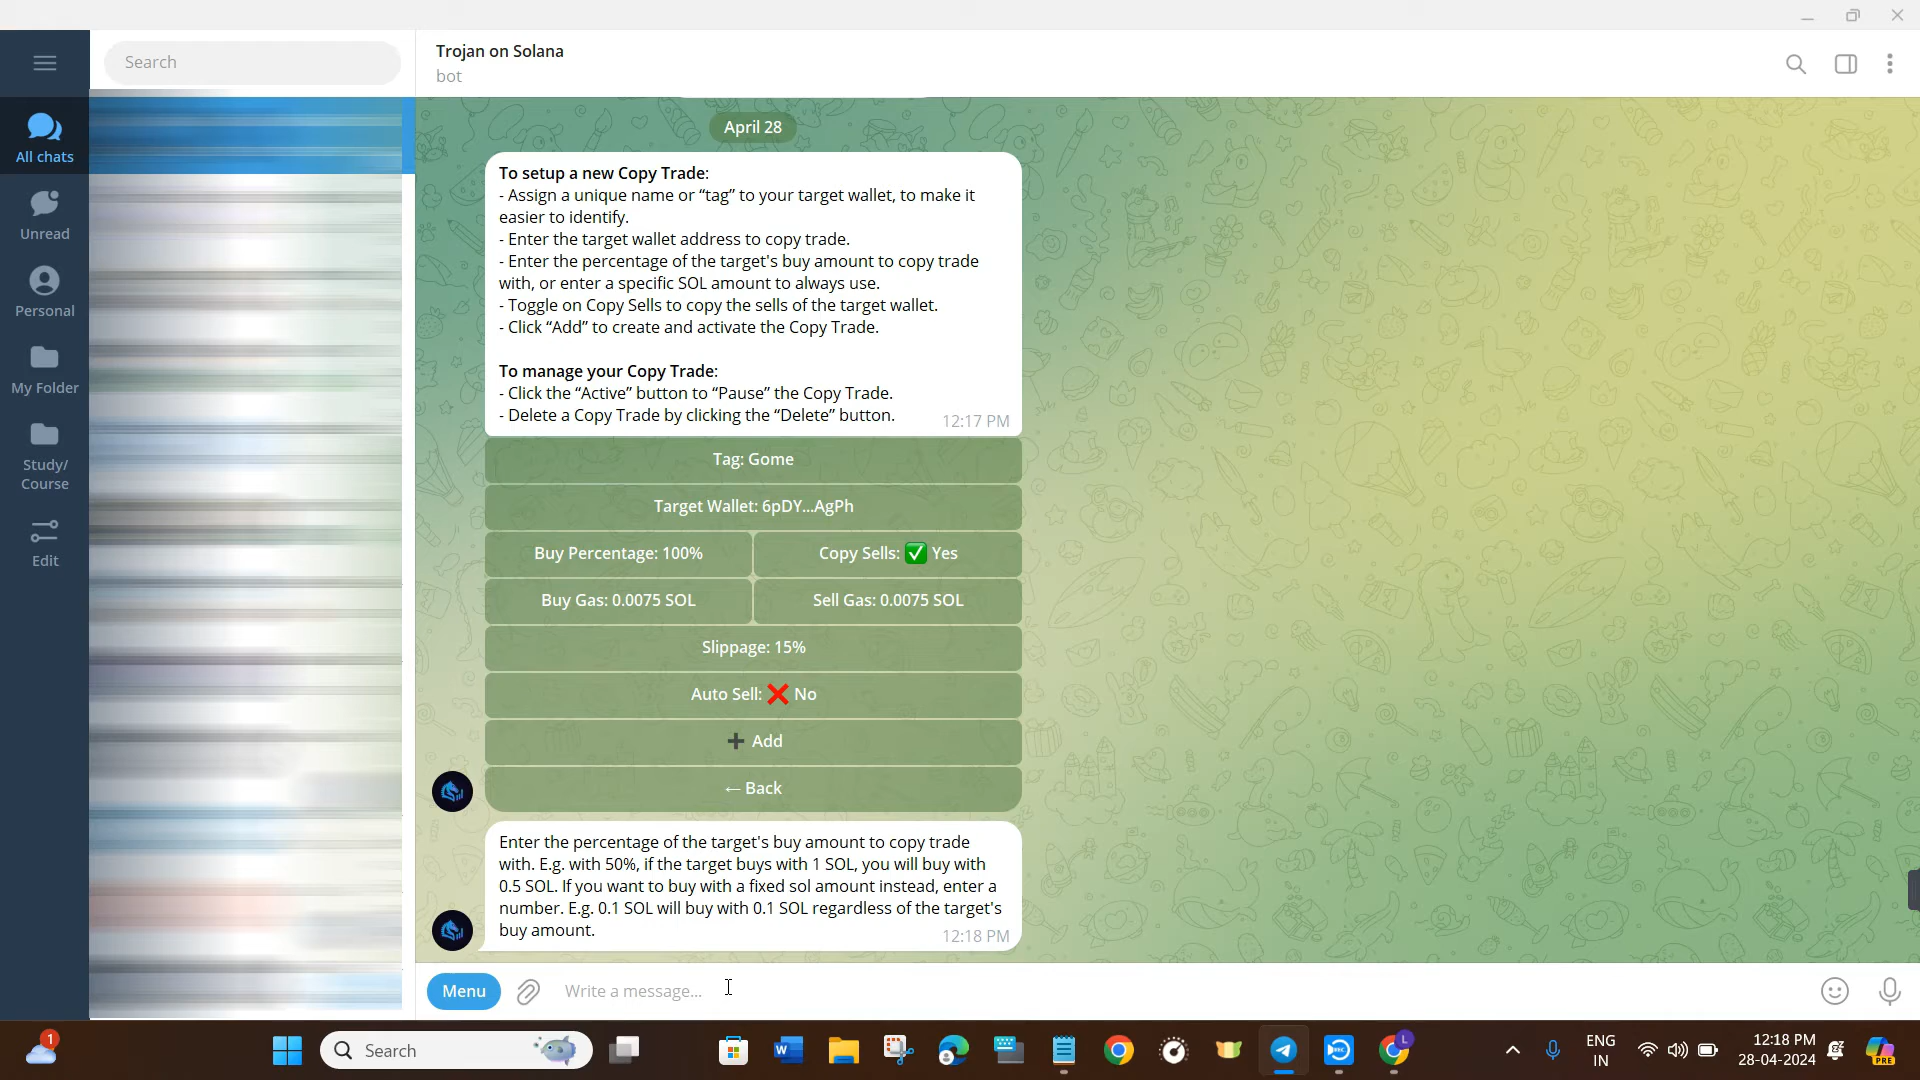 Search
Trojan on Solana
bot
All chats
Unread
Personal
My Folder
Study/
Course
Edit
April 28
To setup a new Copy Trade:
- Assign a unique name or “tag” to your target wallet, to make it
easier to identify.
- Enter the target wallet address to copy trade.
- Enter the percentage of the target's buy amount to copy trade
with, or enter a specific SOL amount to always use.
- Toggle on Copy Sells to copy the sells of the target wallet.
- Click “Add” to create and activate the Copy Trade.
To manage your Copy Trade:
- Click the “Active” button to “Pause” the Copy Trade.
- Delete a Copy Trade by clicking the “Delete” button.
12:17 PM
Tag: Gome
Target Wallet: 6pDY...AgPh
Buy Percentage: 100%
Copy Sells: ✅ Yes
Buy Gas: 0.0075 SOL
Sell Gas: 0.0075 SOL
Slippage: 15%
Auto Sell: ❌ No
➕ Add
← Back
Enter the percentage of the target's buy amount to copy trade
with. E.g. with 50%, if the target buys with 1 SOL, you will buy with
0.5 SOL. If you want to buy with a fixed sol amount instead, enter a
number. E.g. 0.1 SOL will buy with 0.1 SOL regardless of the target's
buy amount.
12:18 PM
Menu
Write a message...
1
Search
W
REC
L
ENG
IN
12:18 PM
28-04-2024
PRE